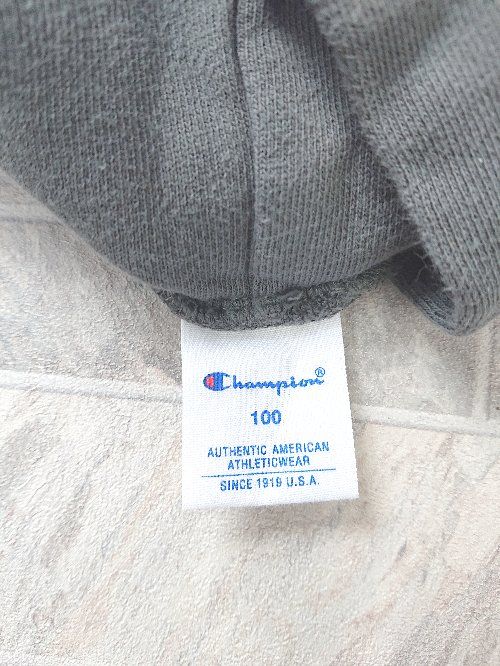 Champion®
100
AUTHENTIC AMERICAN
ATHLETICWEAR
SINCE 1919 U.S.A.